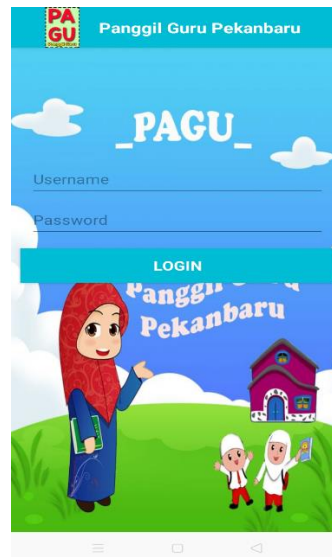 PA
GU
Panggil Guru Pekanbaru
_PAGU_
Username
Password
LOGIN
Panggil Guru
Pekanbaru